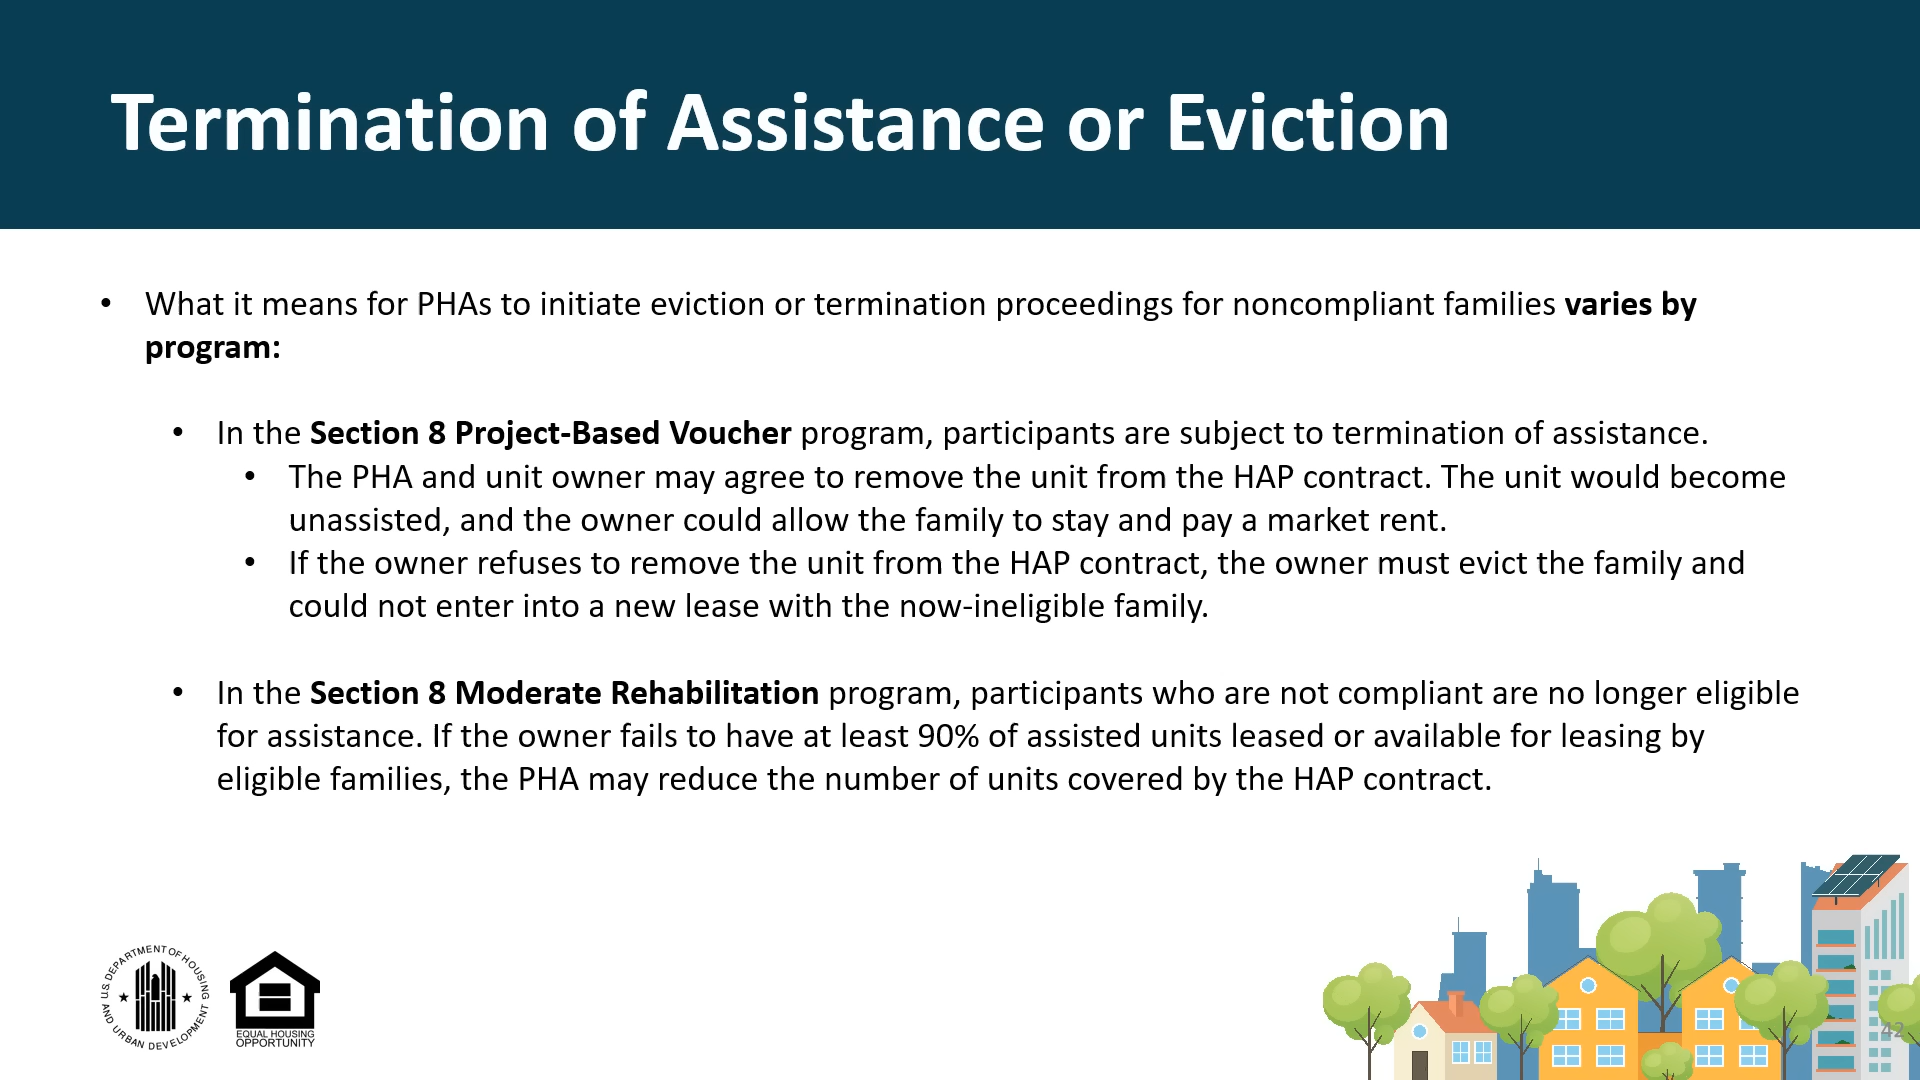 Termination of Assistance or Eviction
• What it means for PHAs to initiate eviction or termination proceedings for noncompliant families varies by
program:
• In the Section 8 Project-Based Voucher program, participants are subject to termination of assistance.
• The PHA and unit owner may agree to remove the unit from the HAP contract. The unit would become
unassisted, and the owner could allow the family to stay and pay a market rent.
• If the owner refuses to remove the unit from the HAP contract, the owner must evict the family and
could not enter into a new lease with the now-ineligible family.
• In the Section 8 Moderate Rehabilitation program, participants who are not compliant are no longer eligible
for assistance. If the owner fails to have at least 90% of assisted units leased or available for leasing by
eligible families, the PHA may reduce the number of units covered by the HAP contract.
U.S. DEPARTMENT OF HOUSING
AND URBAN DEVELOPMENT
EQUAL HOUSING
OPPORTUNITY
42